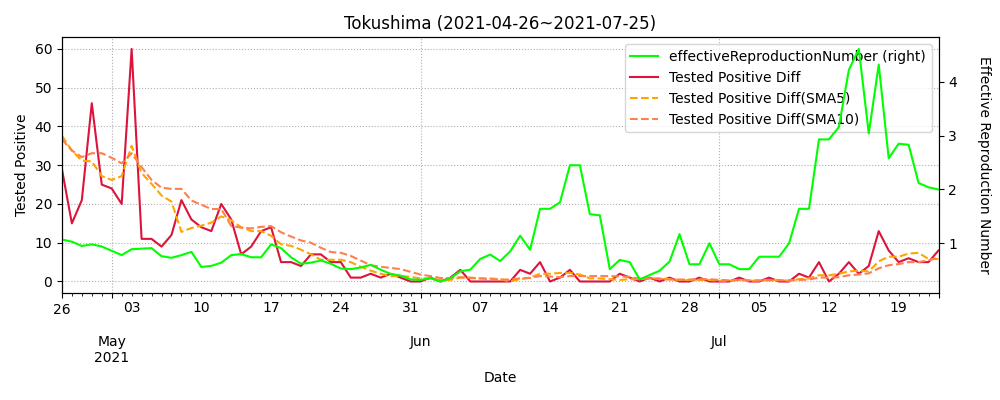 Tokushima (2021-04-26~2021-07-25)
effectiveReproductionNumber (right)
Tested Positive Diff
Tested Positive Diff(SMA5)
Tested Positive Diff(SMA10)
Tested Positive
60
50
40
30
20
10
0
Effective Reproduction Number
4
3
2
1
26 03 10 17 24 31 07 14 21 28 05 12 19
May Jun Jul
2021
Date